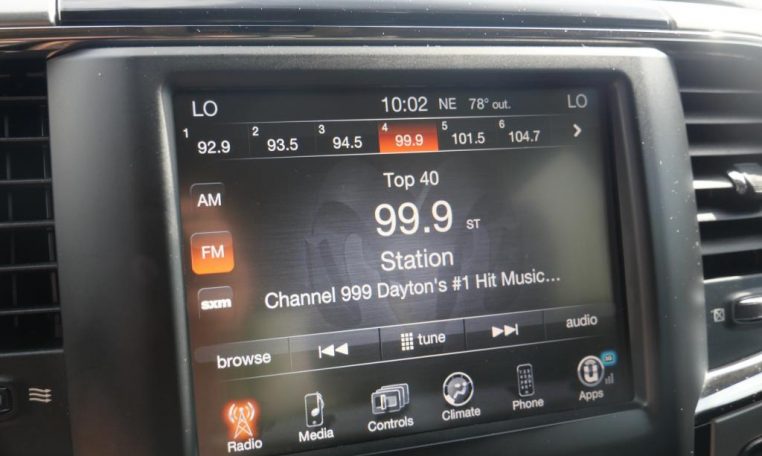 LO 10:02 NE 78° out. LO
1 92.9 2 93.5 3 94.5 4 99.9 5 101.5 6 104.7 >
Top 40
AM
99.9 ST
FM
Station
sxm
Channel 999 Dayton's #1 Hit Music...
browse tune audio
Radio Media Controls Climate Phone Apps